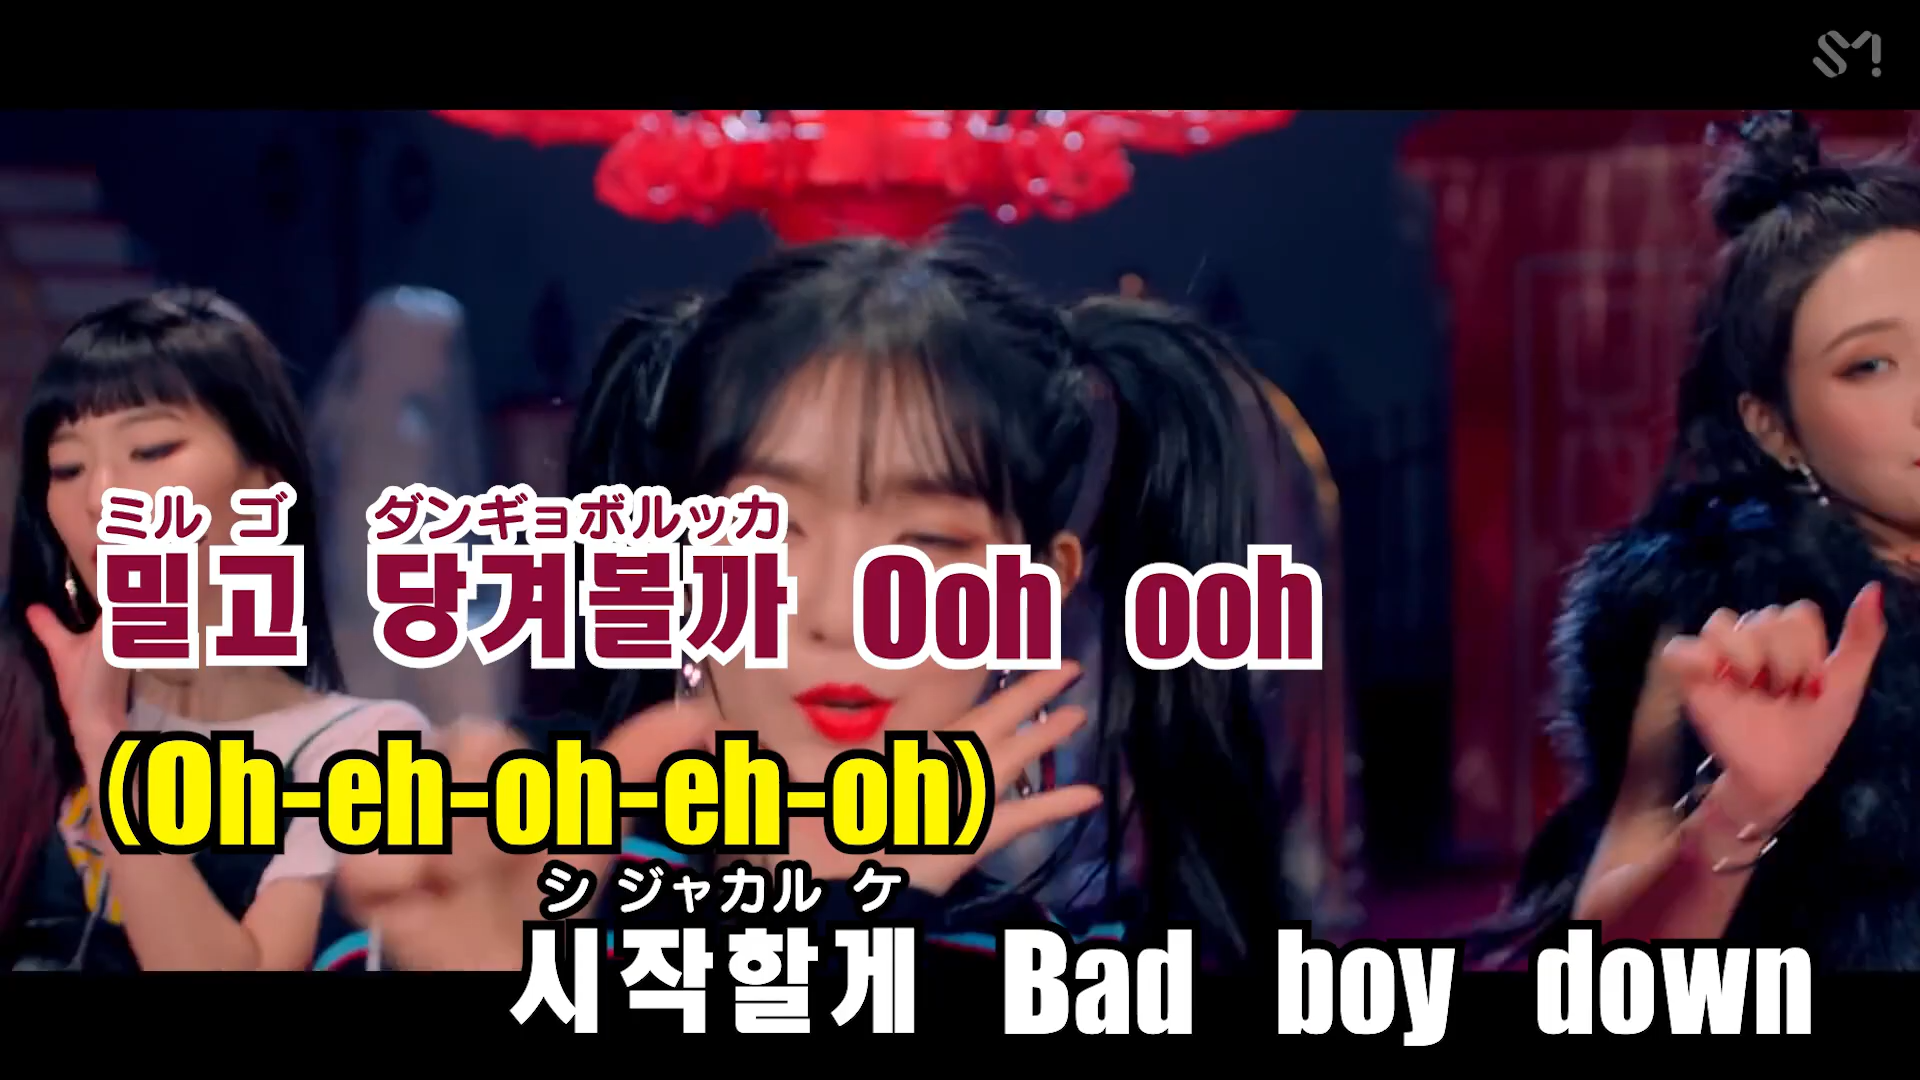 SM!
ミル ゴ ダンギョボルッカ
밀고 당겨볼까 Ooh ooh
(Oh-eh-oh-eh-oh)
シ ジャカル ケ
시작할게 Bad boy down